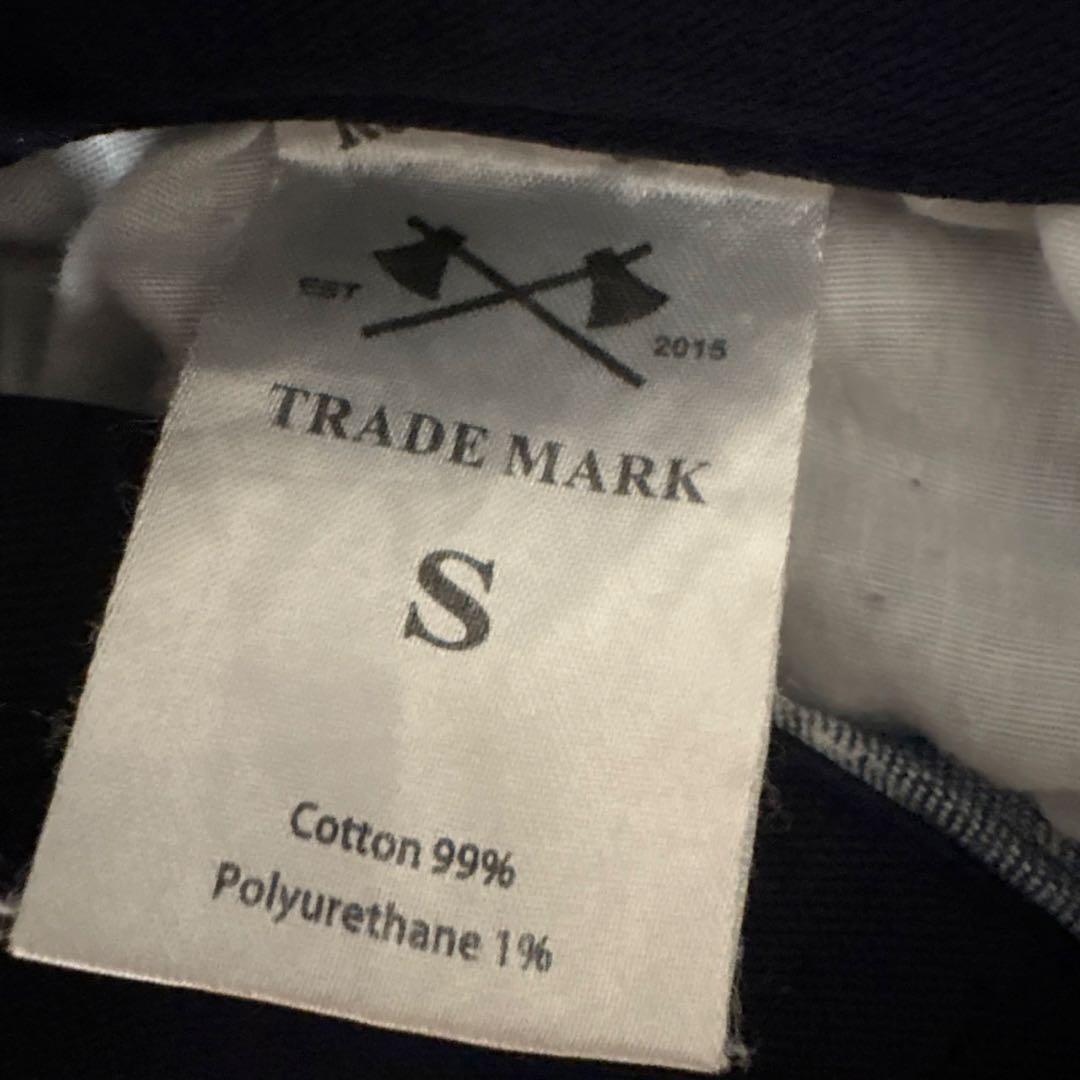 EST
2015
TRADE MARK
S
Cotton 99%
Polyurethane 1%